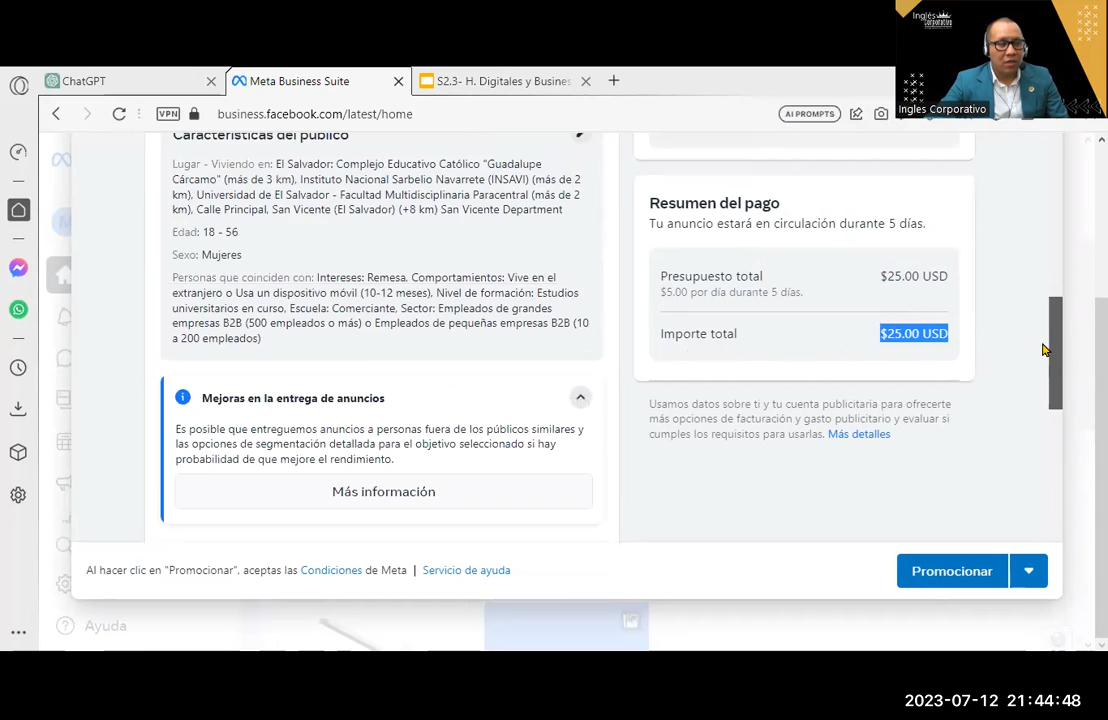 Inglés
Corporativo
Ingles Corporativo
ChatGPT
Meta Business Suite
S2.3- H. Digitales y Busines
VPN
business.facebook.com/latest/home
AI PROMPTS
Características del público
Lugar - Viviendo en: El Salvador: Complejo Educativo Católico "Guadalupe
Cárcamo" (más de 3 km), Instituto Nacional Sarbelio Navarrete (INSAVI) (más de 2
km), Universidad de El Salvador - Facultad Multidisciplinaria Paracentral (más de 2
km), Calle Principal, San Vicente (El Salvador) (+8 km) San Vicente Department
Edad: 18 - 56
Sexo: Mujeres
Personas que coinciden con: Intereses: Remesa, Comportamientos: Vive en el
extranjero o Usa un dispositivo móvil (10-12 meses), Nivel de formación: Estudios
universitarios en curso, Escuela: Comerciante, Sector: Empleados de grandes
empresas B2B (500 empleados o más) o Empleados de pequeñas empresas B2B (10
a 200 empleados)
Mejoras en la entrega de anuncios
Es posible que entreguemos anuncios a personas fuera de los públicos similares y
las opciones de segmentación detallada para el objetivo seleccionado si hay
probabilidad de que mejore el rendimiento.
Más información
Resumen del pago
Tu anuncio estará en circulación durante 5 días.
Presupuesto total $25.00 USD
$5.00 por día durante 5 días.
Importe total $25.00 USD
Usamos datos sobre ti y tu cuenta publicitaria para ofrecerte
más opciones de facturación y gasto publicitario y evaluar si
cumples los requisitos para usarlas. Más detalles
Al hacer clic en "Promocionar", aceptas las Condiciones de Meta | Servicio de ayuda
Promocionar
Ayuda
2023-07-12 21:44:48